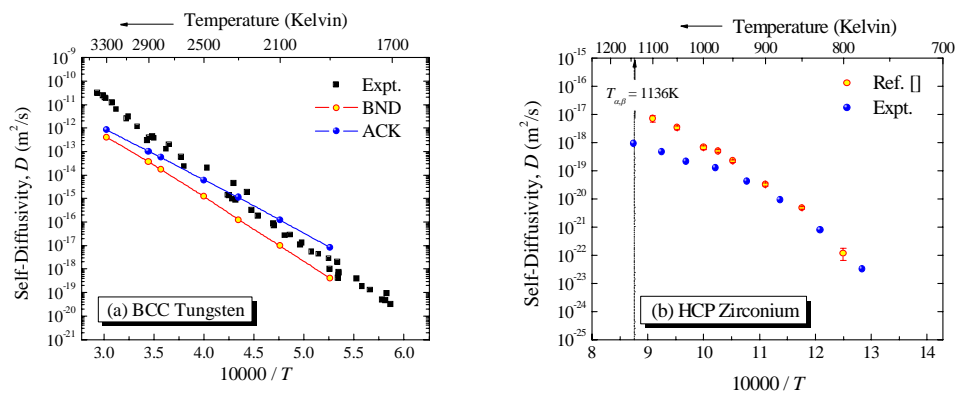 Temperature (Kelvin)
3300 2900 2500 2100 1700
10⁻⁹
10⁻¹⁰
10⁻¹¹
10⁻¹²
10⁻¹³
10⁻¹⁴
10⁻¹⁵
10⁻¹⁶
10⁻¹⁷
10⁻¹⁸
10⁻¹⁹
10⁻²⁰
10⁻²¹
Self-Diffusivity, D (m²/s)
Expt.
BND
ACK
(a) BCC Tungsten
3.0 3.5 4.0 4.5 5.0 5.5 6.0
10000 / T
Temperature (Kelvin)
1200 1100 1000 900 800 700
10⁻¹⁵
10⁻¹⁶
10⁻¹⁷
10⁻¹⁸
10⁻¹⁹
10⁻²⁰
10⁻²¹
10⁻²²
10⁻²³
10⁻²⁴
10⁻²⁵
Self-Diffusivity, D (m²/s)
Tα,β = 1136K
Ref. []
Expt.
(b) HCP Zirconium
8 9 10 11 12 13 14
10000 / T